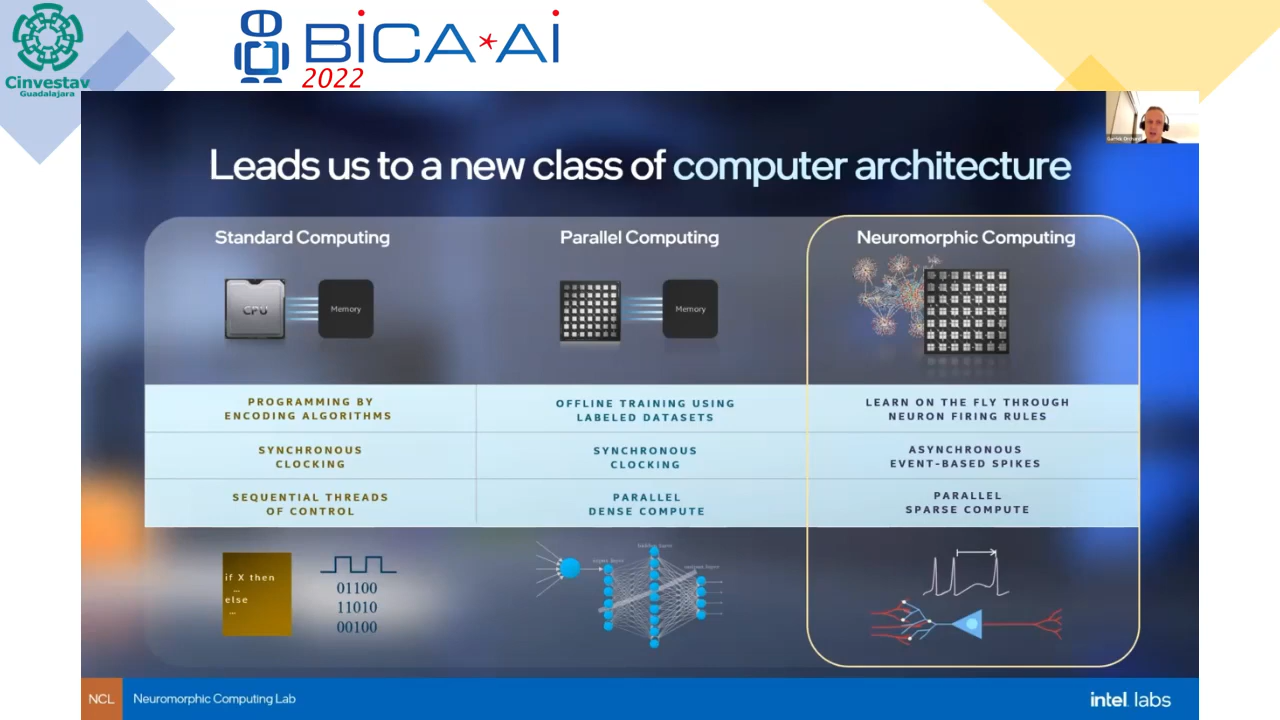 Cinvestav
Guadalajara
BiCA*Ai
2022
Leads us to a new class of computer architecture
Standard Computing
CPU
Memory
PROGRAMMING BY
ENCODING ALGORITHMS
SYNCHRONOUS
CLOCKING
SEQUENTIAL THREADS
OF CONTROL
if X then
...
else
...
01100
11010
00100
Parallel Computing
Memory
OFFLINE TRAINING USING
LABELED DATASETS
SYNCHRONOUS
CLOCKING
PARALLEL
DENSE COMPUTE
Neuromorphic Computing
LEARN ON THE FLY THROUGH
NEURON FIRING RULES
ASYNCHRONOUS
EVENT-BASED SPIKES
PARALLEL
SPARSE COMPUTE
NCL
Neuromorphic Computing Lab
intel labs